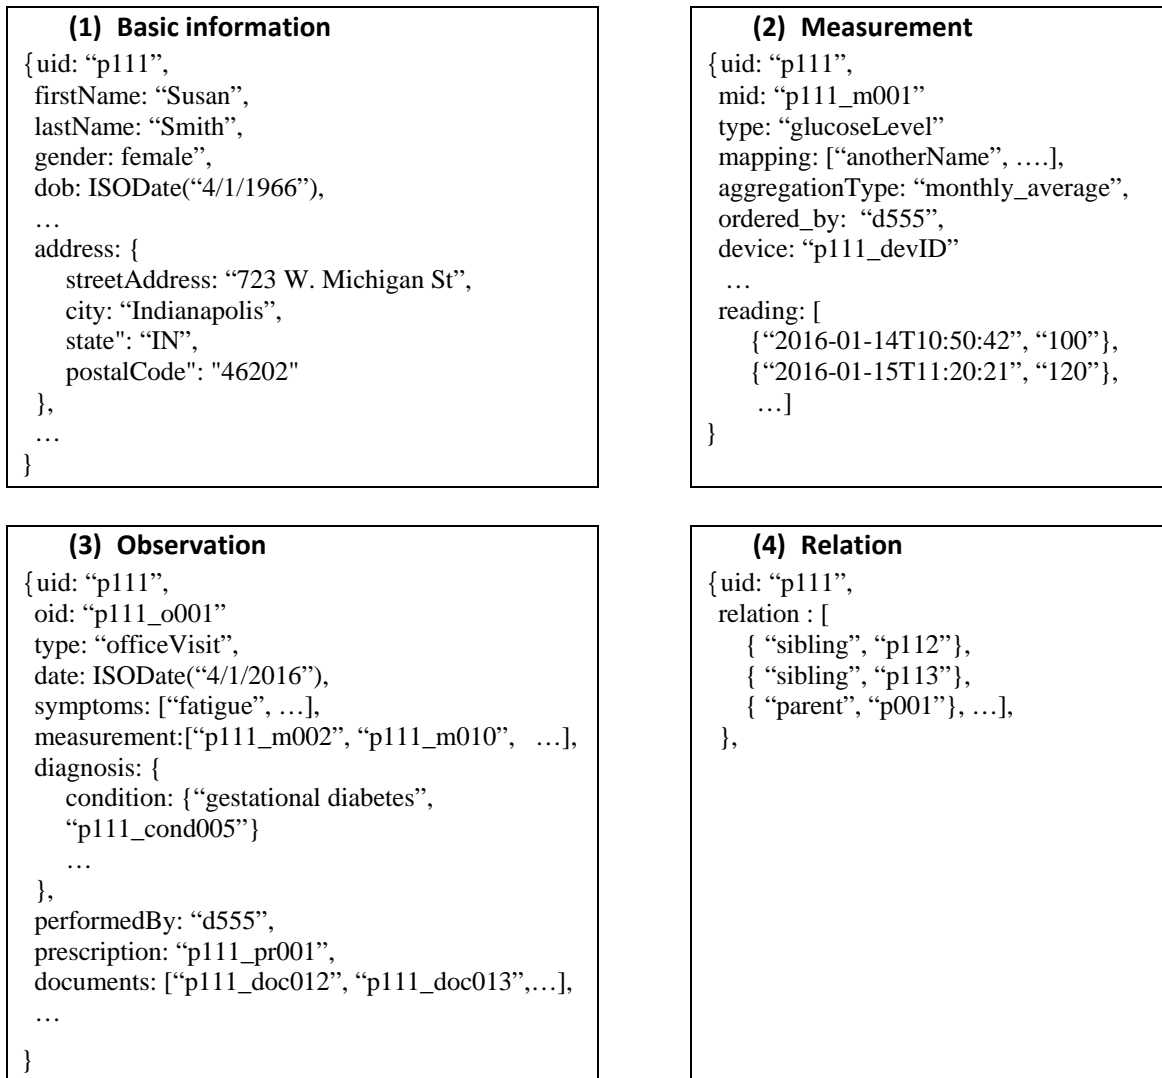 (1) Basic information
{uid: “p111”,
firstName: “Susan”,
lastName: “Smith”,
gender: female”,
dob: ISODate(“4/1/1966”),
…
address: {
streetAddress: “723 W. Michigan St”,
city: “Indianapolis”,
state": “IN”,
postalCode": "46202"
},
…
}
(2) Measurement
{uid: “p111”,
mid: “p111_m001”
type: “glucoseLevel”
mapping: [“anotherName”, ….],
aggregationType: “monthly_average”,
ordered_by: “d555”,
device: “p111_devID”
…
reading: [
{“2016-01-14T10:50:42”, “100”},
{“2016-01-15T11:20:21”, “120”},
…]
}
(3) Observation
{uid: “p111”,
oid: “p111_o001”
type: “officeVisit”,
date: ISODate(“4/1/2016”),
symptoms: [“fatigue”, …],
measurement:[“p111_m002”, “p111_m010”, …],
diagnosis: {
condition: {“gestational diabetes”,
“p111_cond005”}
…
},
performedBy: “d555”,
prescription: “p111_pr001”,
documents: [“p111_doc012”, “p111_doc013”,…],
…
}
(4) Relation
{uid: “p111”,
relation : [
{ “sibling”, “p112”},
{ “sibling”, “p113”},
{ “parent”, “p001”}, …],
},